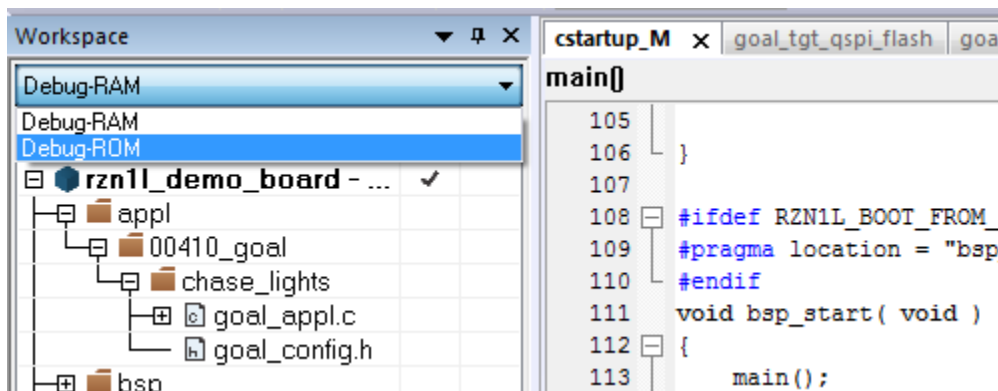 Workspace
Debug-RAM
Debug-RAM
Debug-ROM
rzn1l_demo_board - ...
appl
00410_goal
chase_lights
goal_appl.c
goal_config.h
bsp
cstartup_M goal_tgt_qspi_flash goa
main()
105
106 }
107
108 #ifdef RZN1L_BOOT_FROM_
109 #pragma location = "bsp
110 #endif
111 void bsp_start( void )
112 {
113 main();